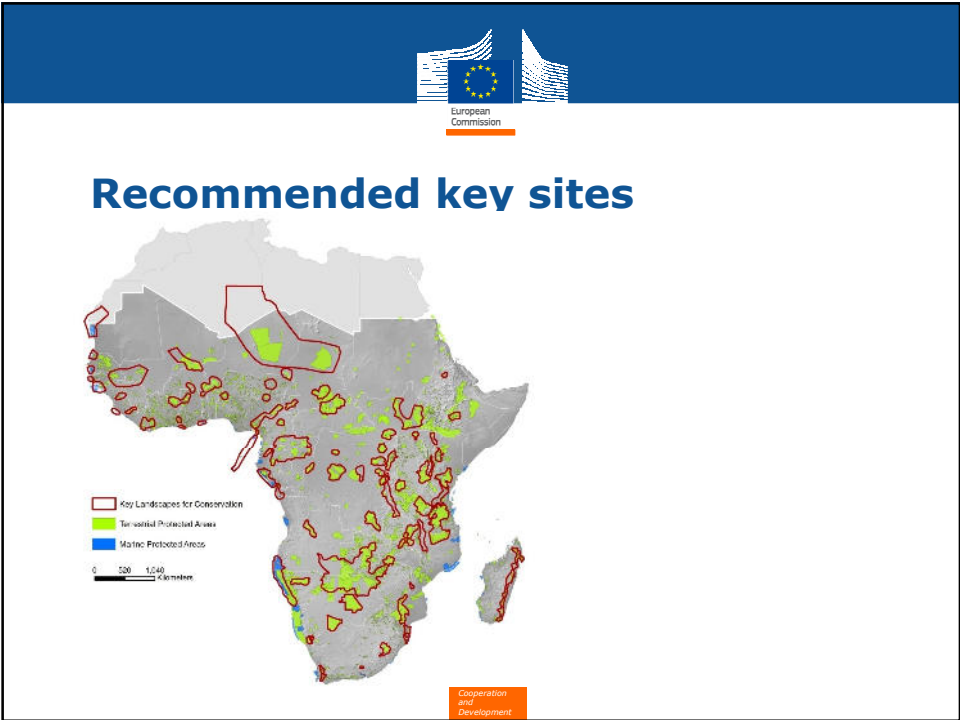 European
Commission
Recommended key sites
Key Landscapes for Conservation
Terrestrial Protected Areas
Marine Protected Areas
0 520 1,040
Kilometers
Cooperation
and
Development